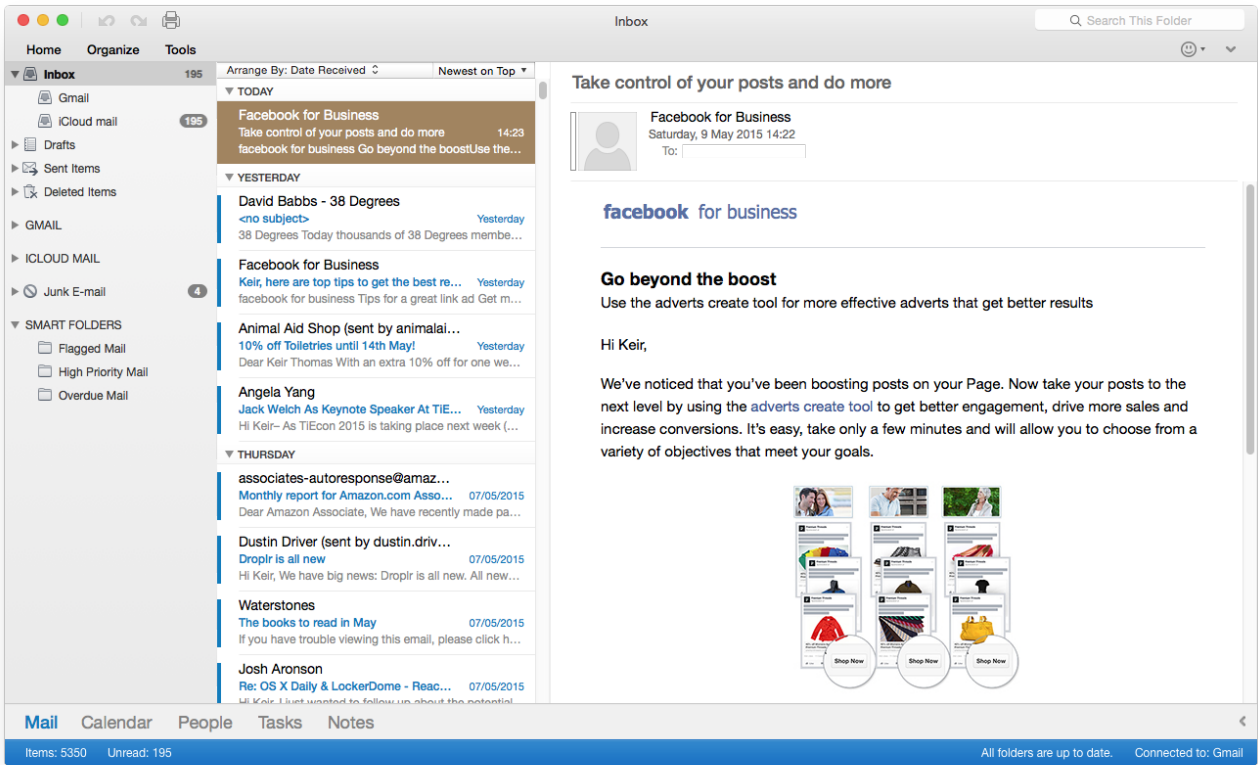 Inbox
Search This Folder
Home Organize Tools
Inbox 195
Gmail
iCloud mail 195
Drafts
Sent Items
Deleted Items
GMAIL
ICLOUD MAIL
Junk E-mail 4
SMART FOLDERS
Flagged Mail
High Priority Mail
Overdue Mail
Arrange By: Date Received Newest on Top
TODAY
Facebook for Business
Take control of your posts and do more 14:23
facebook for business Go beyond the boostUse the...
YESTERDAY
David Babbs - 38 Degrees
<no subject> Yesterday
38 Degrees Today thousands of 38 Degrees membe...
Facebook for Business
Keir, here are top tips to get the best re... Yesterday
facebook for business Tips for a great link ad Get m...
Animal Aid Shop (sent by animalai...
10% off Toiletries until 14th May! Yesterday
Dear Keir Thomas With an extra 10% off for one we...
Angela Yang
Jack Welch As Keynote Speaker At TiE... Yesterday
Hi Keir– As TiEcon 2015 is taking place next week (...
THURSDAY
associates-autoresponse@amaz...
Monthly report for Amazon.com Asso... 07/05/2015
Dear Amazon Associate, We have recently made pa...
Dustin Driver (sent by dustin.driv...
Droplr is all new 07/05/2015
Hi Keir, We have big news: Droplr is all new. All new...
Waterstones
The books to read in May 07/05/2015
If you have trouble viewing this email, please click h...
Josh Aronson
Re: OS X Daily & LockerDome - Reac... 07/05/2015
Hi Keir, I just wanted to follow up about the potential
Take control of your posts and do more
Facebook for Business
Saturday, 9 May 2015 14:22
To:
facebook for business
Go beyond the boost
Use the adverts create tool for more effective adverts that get better results
Hi Keir,
We've noticed that you've been boosting posts on your Page. Now take your posts to the
next level by using the adverts create tool to get better engagement, drive more sales and
increase conversions. It's easy, take only a few minutes and will allow you to choose from a
variety of objectives that meet your goals.
Shop Now Shop Now Shop Now
Mail Calendar People Tasks Notes
Items: 5350 Unread: 195 All folders are up to date. Connected to: Gmail